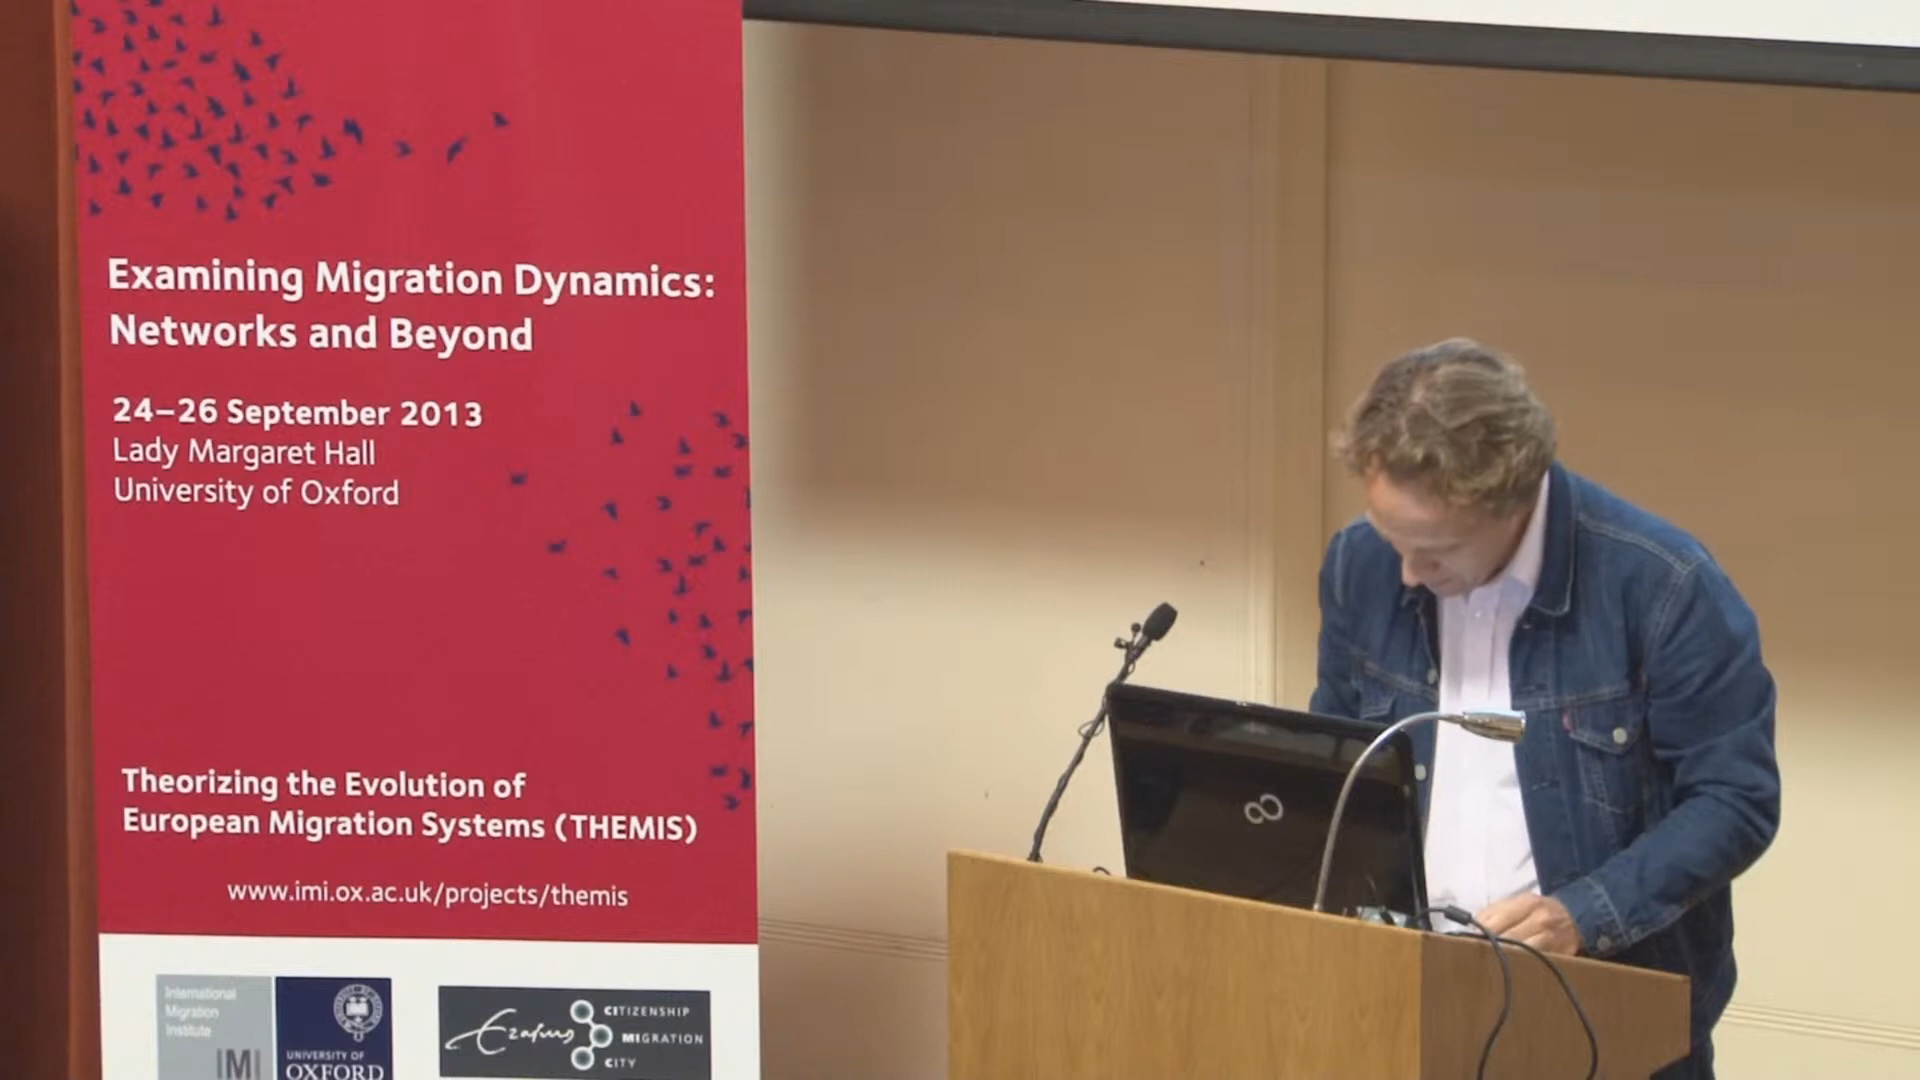 Examining Migration Dynamics:
Networks and Beyond
24–26 September 2013
Lady Margaret Hall
University of Oxford
Theorizing the Evolution of
European Migration Systems (THEMIS)
www.imi.ox.ac.uk/projects/themis
International
Migration
Institute
IMI
UNIVERSITY OF
OXFORD
Erasmus
CITIZENSHIP
MIGRATION
CITY